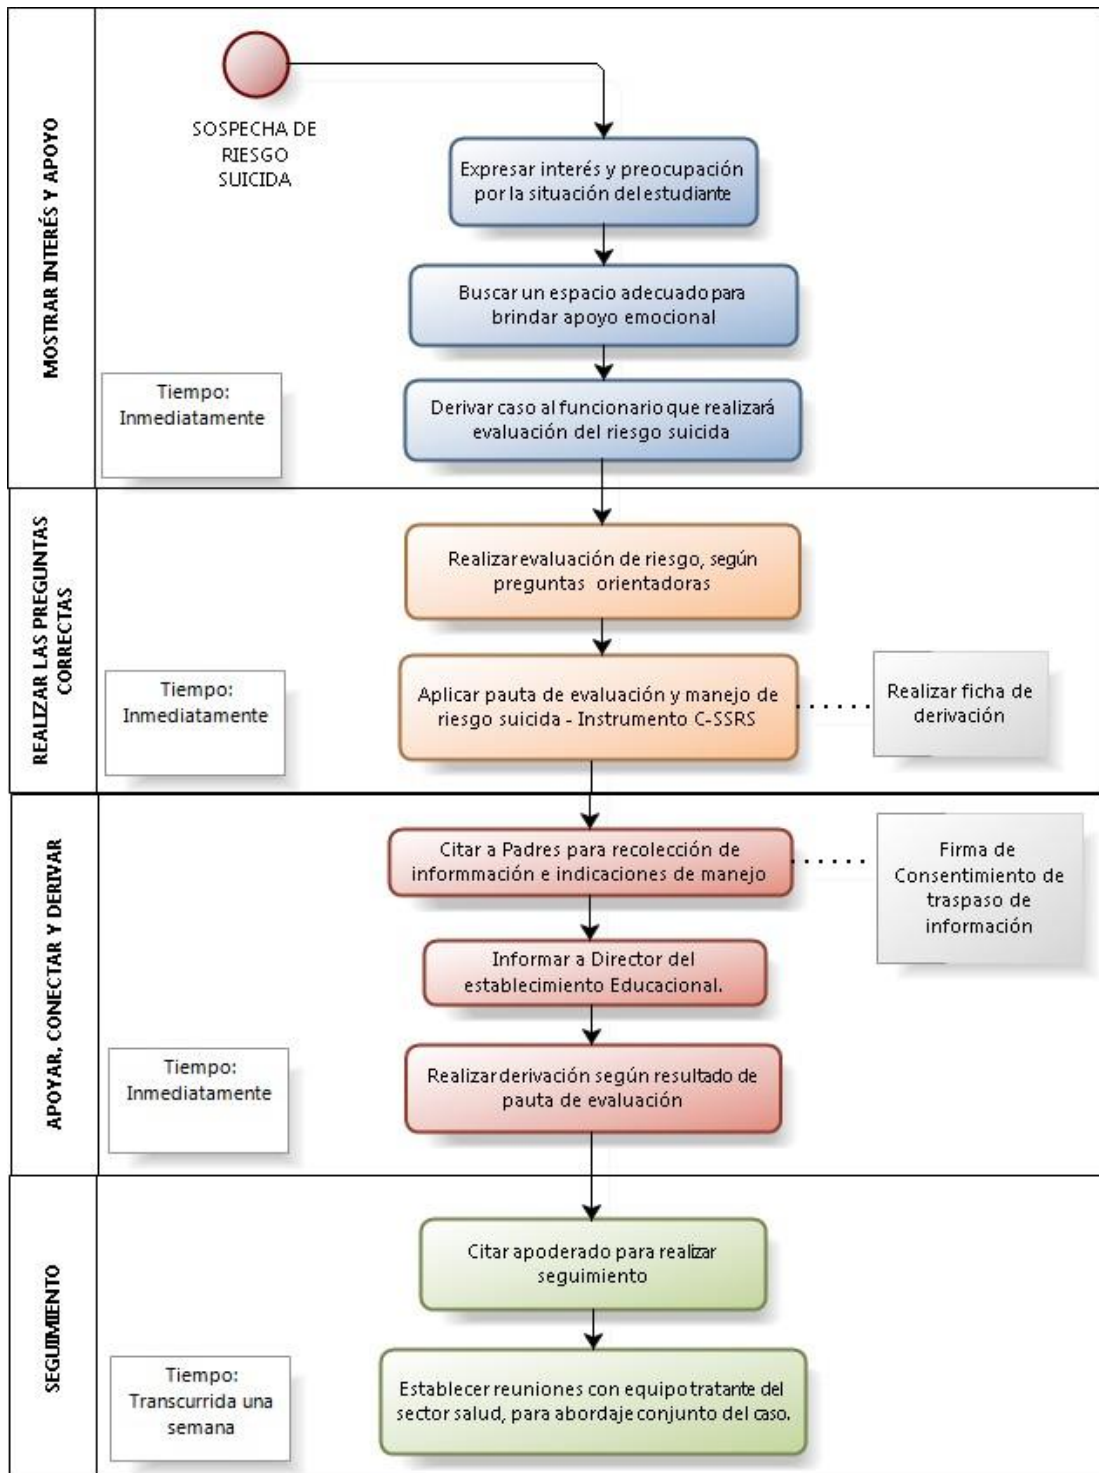 MOSTRAR INTERÉS Y APOYO
SOSPECHA DE
RIESGO
SUICIDA
Expresar interés y preocupación
por la situación del estudiante
Buscar un espacio adecuado para
brindar apoyo emocional
Tiempo:
Inmediatamente
Derivar caso al funcionario que realizará
evaluación del riesgo suicida
REALIZAR LAS PREGUNTAS
CORRECTAS
Realizar evaluación de riesgo, según
preguntas orientadoras
Tiempo:
Inmediatamente
Aplicar pauta de evaluación y manejo de
riesgo suicida - Instrumento C-SSRS
Realizar ficha de
derivación
APOYAR, CONECTAR Y DERIVAR
Citar a Padres para recolección de
informmación e indicaciones de manejo
Firma de
Consentimiento de
traspaso de
información
Informar a Director del
establecimiento Educacional.
Tiempo:
Inmediatamente
Realizar derivación según resultado de
pauta de evaluación
SEGUIMIENTO
Citar apoderado para realizar
seguimiento
Tiempo:
Transcurrida una
semana
Establecer reuniones con equipo tratante del
sector salud, para abordaje conjunto del caso.